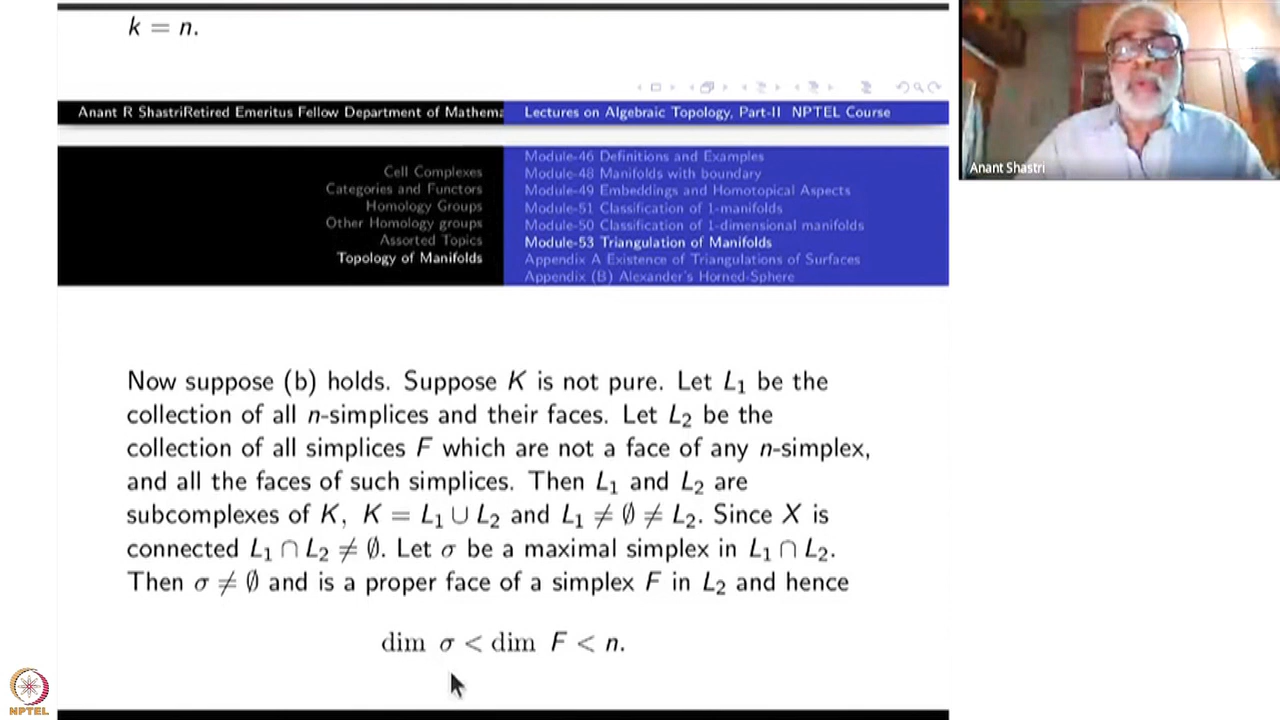 k = n.
Anant R ShastriRetired Emeritus Fellow Department of Mathema
Lectures on Algebraic Topology, Part-II NPTEL Course
Cell Complexes
Categories and Functors
Homology Groups
Other Homology groups
Assorted Topics
Topology of Manifolds
Module-46 Definitions and Examples
Module-48 Manifolds with boundary
Module-49 Embeddings and Homotopical Aspects
Module-51 Classification of 1-manifolds
Module-50 Classification of 1-dimensional manifolds
Module-53 Triangulation of Manifolds
Appendix A Existence of Triangulations of Surfaces
Appendix (B) Alexander's Horned-Sphere
Now suppose (b) holds. Suppose K is not pure. Let L₁ be the
collection of all n-simplices and their faces. Let L₂ be the
collection of all simplices F which are not a face of any n-simplex,
and all the faces of such simplices. Then L₁ and L₂ are
subcomplexes of K, K = L₁ ∪ L₂ and L₁ ≠ ∅ ≠ L₂. Since X is
connected L₁ ∩ L₂ ≠ ∅. Let σ be a maximal simplex in L₁ ∩ L₂.
Then σ ≠ ∅ and is a proper face of a simplex F in L₂ and hence
dim σ < dim F < n.
Anant Shastri
NPTEL